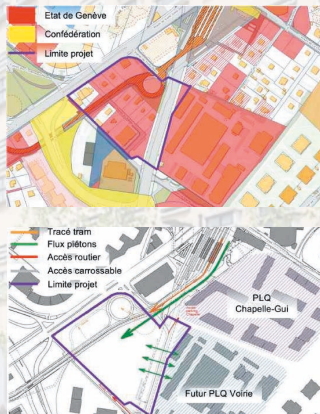 Etat de Genève
Confédération
Limite projet
Tracé tram
Flux piétons
Accès routier
Accès carrossable
Limite projet
PLQ
Chapelle-Gui
Futur PLQ Voirie